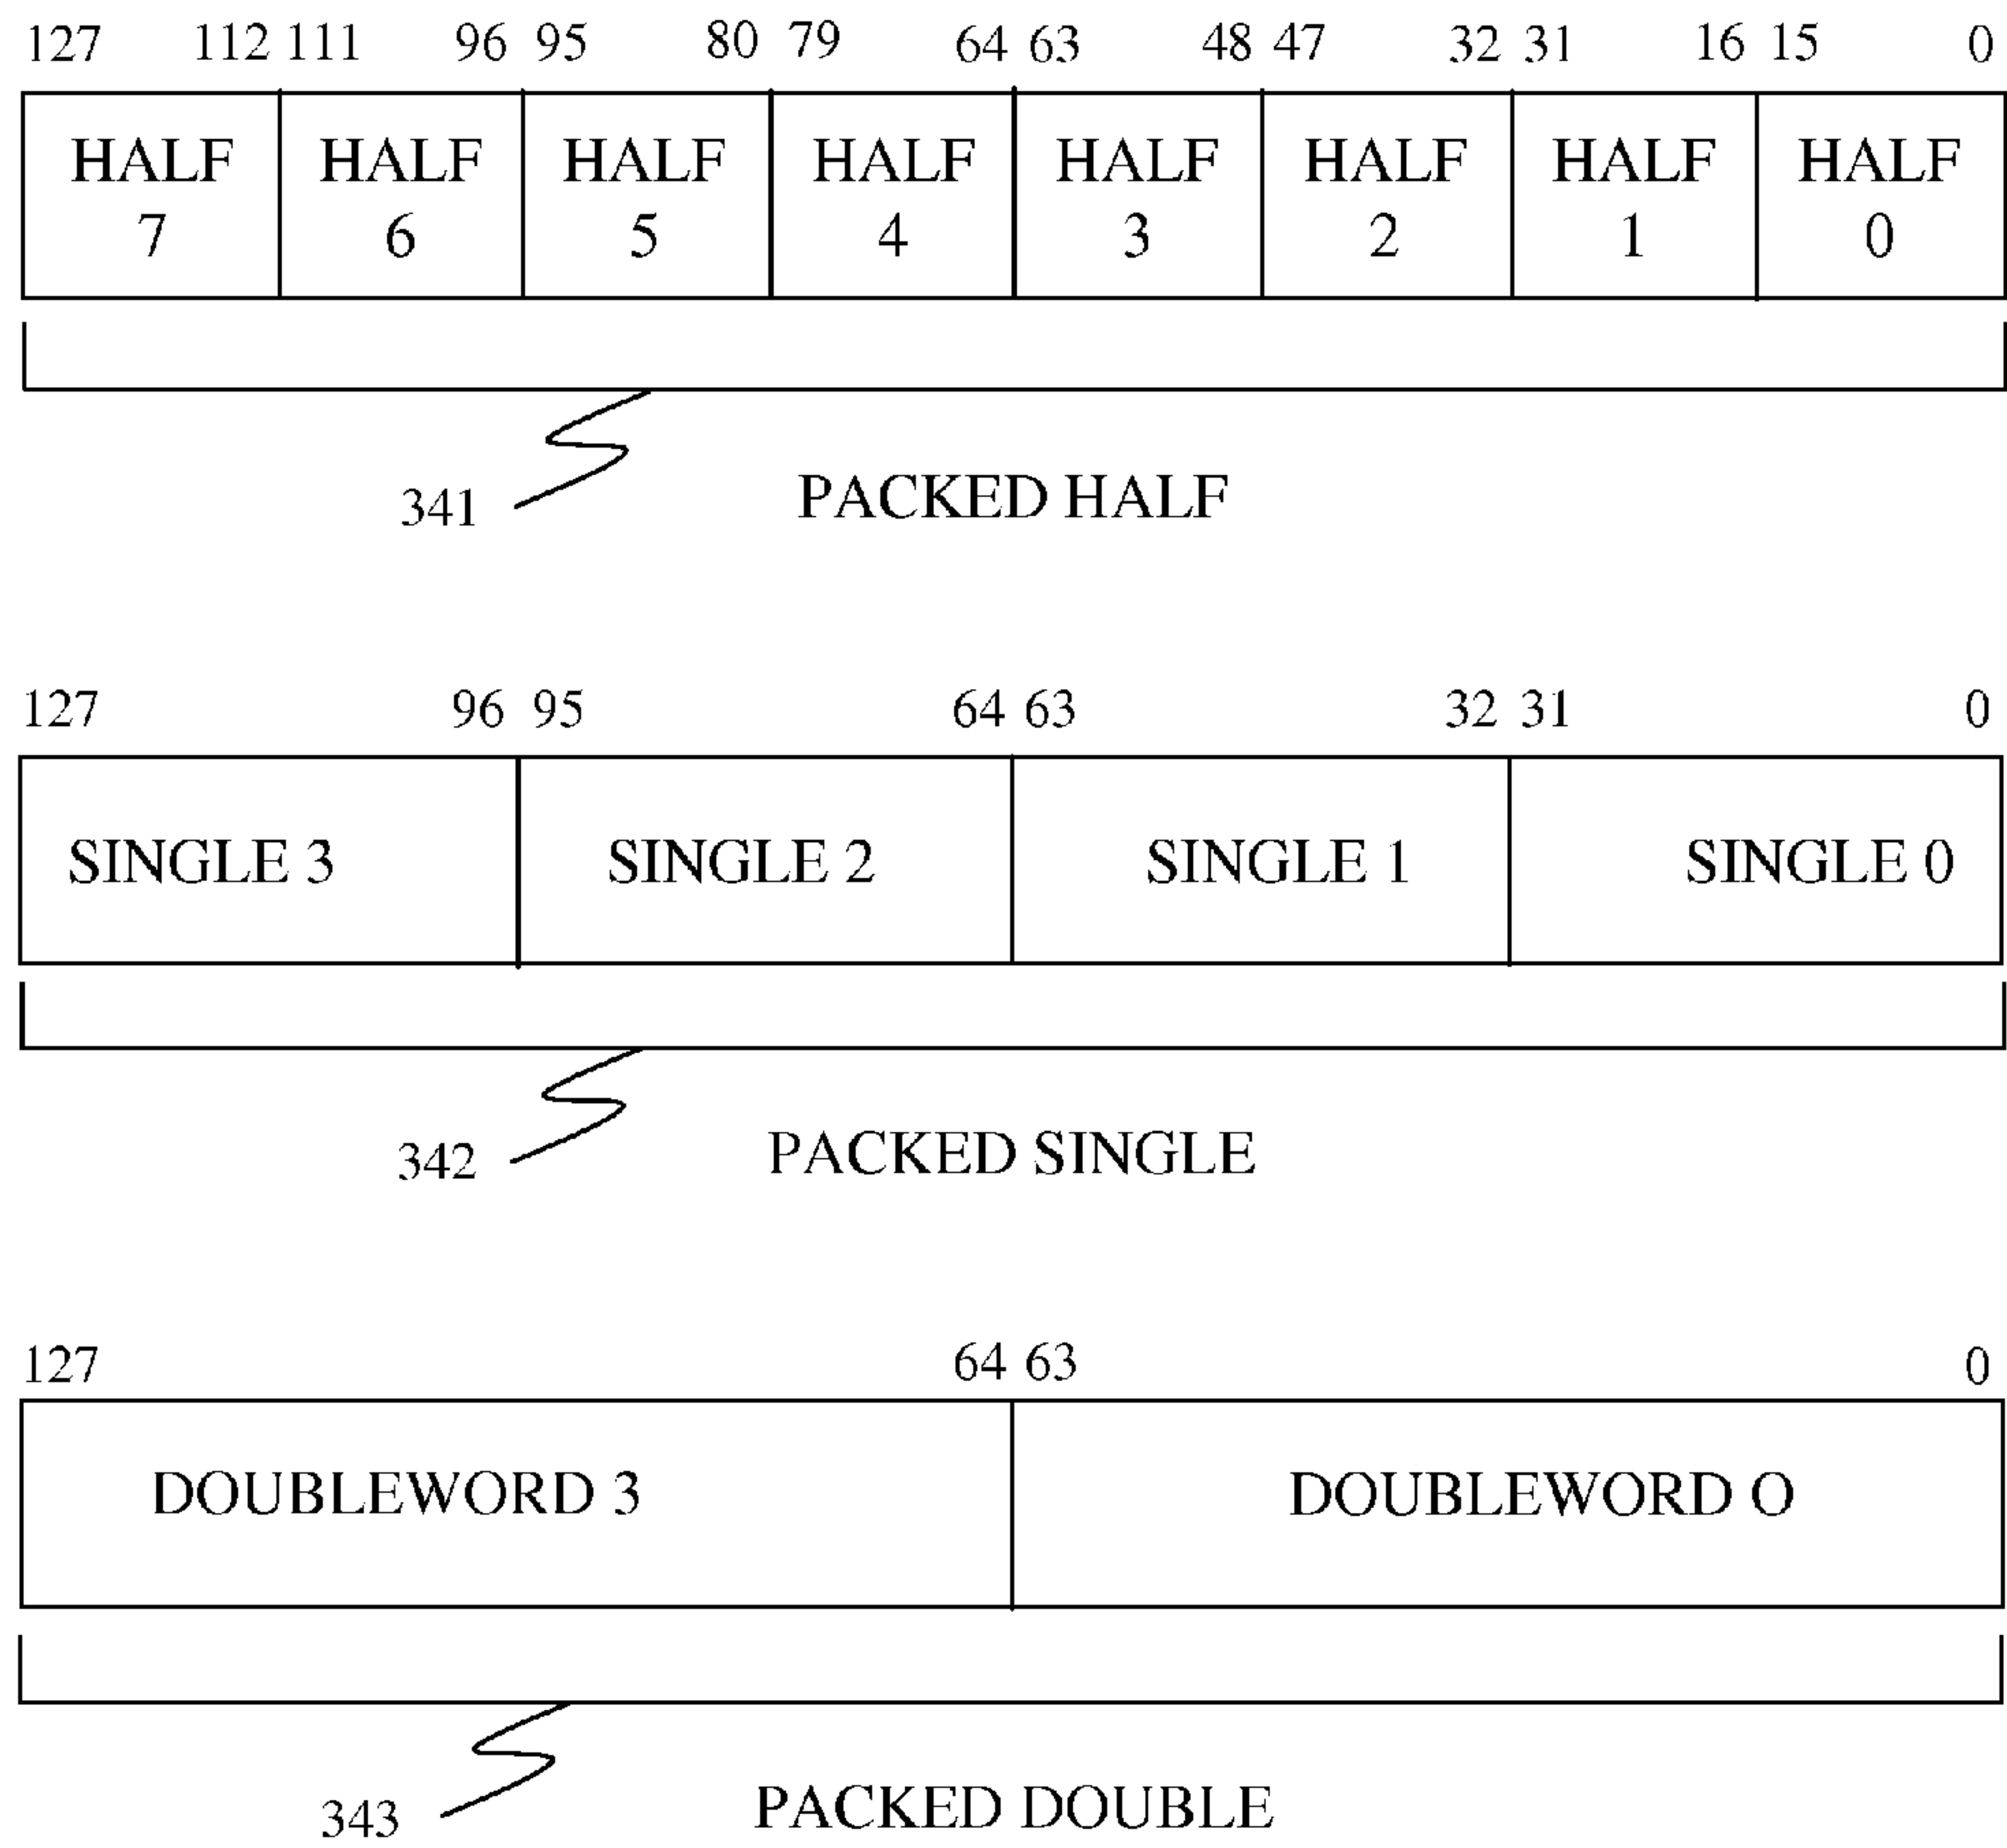 127 112 111 96 95 80 79 64 63 48 47 32 31 16 15 0
HALF HALF HALF HALF HALF HALF HALF HALF
7 6 5 4 3 2 1 0
341 PACKED HALF
127 96 95 64 63 32 31 0
SINGLE 3 SINGLE 2 SINGLE 1 SINGLE 0
342 PACKED SINGLE
127 64 63 0
DOUBLEWORD 3 DOUBLEWORD O
343 PACKED DOUBLE